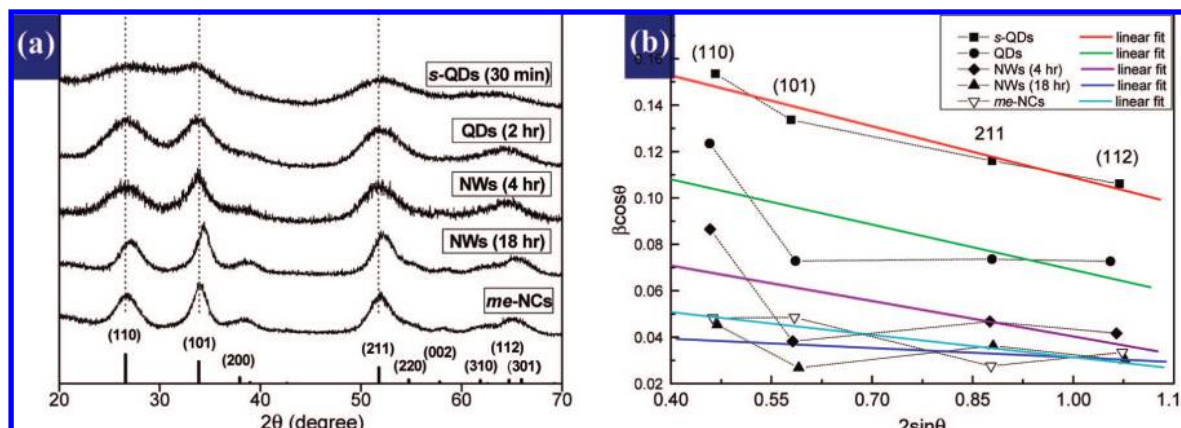 (a)
s-QDs (30 min)
QDs (2 hr)
NWs (4 hr)
NWs (18 hr)
me-NCs
(110)
(101)
(200)
(211)
(220)
(002)
(310)
(112)
(301)
20 30 40 50 60 70
2θ (degree)
(b)
s-QDs linear fit
QDs linear fit
NWs (4 hr) linear fit
NWs (18 hr) linear fit
me-NCs linear fit
(110)
(101)
211
(112)
0.16
0.14
0.12
0.10
0.08
0.06
0.04
0.02
βcosθ
0.40 0.55 0.70 0.85 1.00 1.1
2sinθ